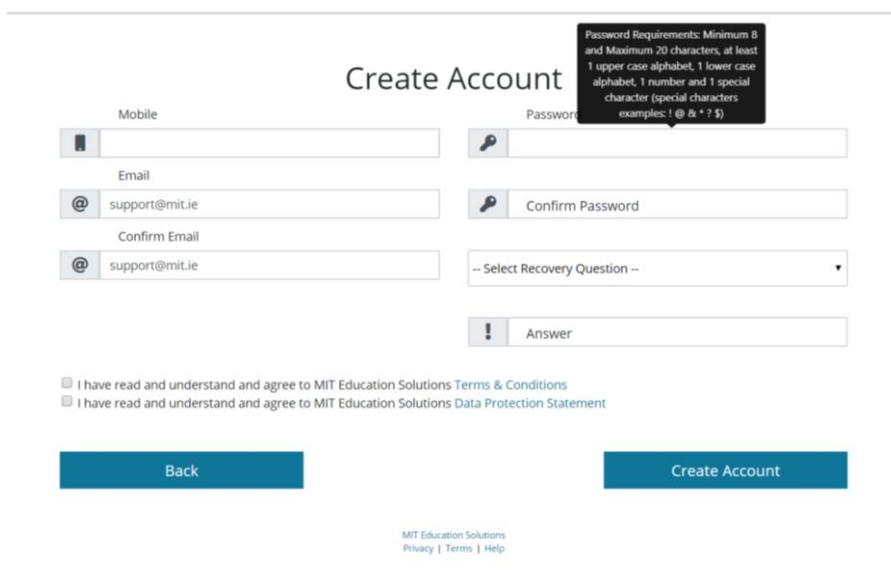 Password Requirements: Minimum 8
and Maximum 20 characters, at least
1 upper case alphabet, 1 lower case
alphabet, 1 number and 1 special
character (special characters
examples: ! @ & * ? $)
Create Account
Mobile
Password
Email
@ support@mit.ie
Confirm Password
Confirm Email
@ support@mit.ie
-- Select Recovery Question --
! Answer
I have read and understand and agree to MIT Education Solutions Terms & Conditions
I have read and understand and agree to MIT Education Solutions Data Protection Statement
Back
Create Account
MIT Education Solutions
Privacy | Terms | Help